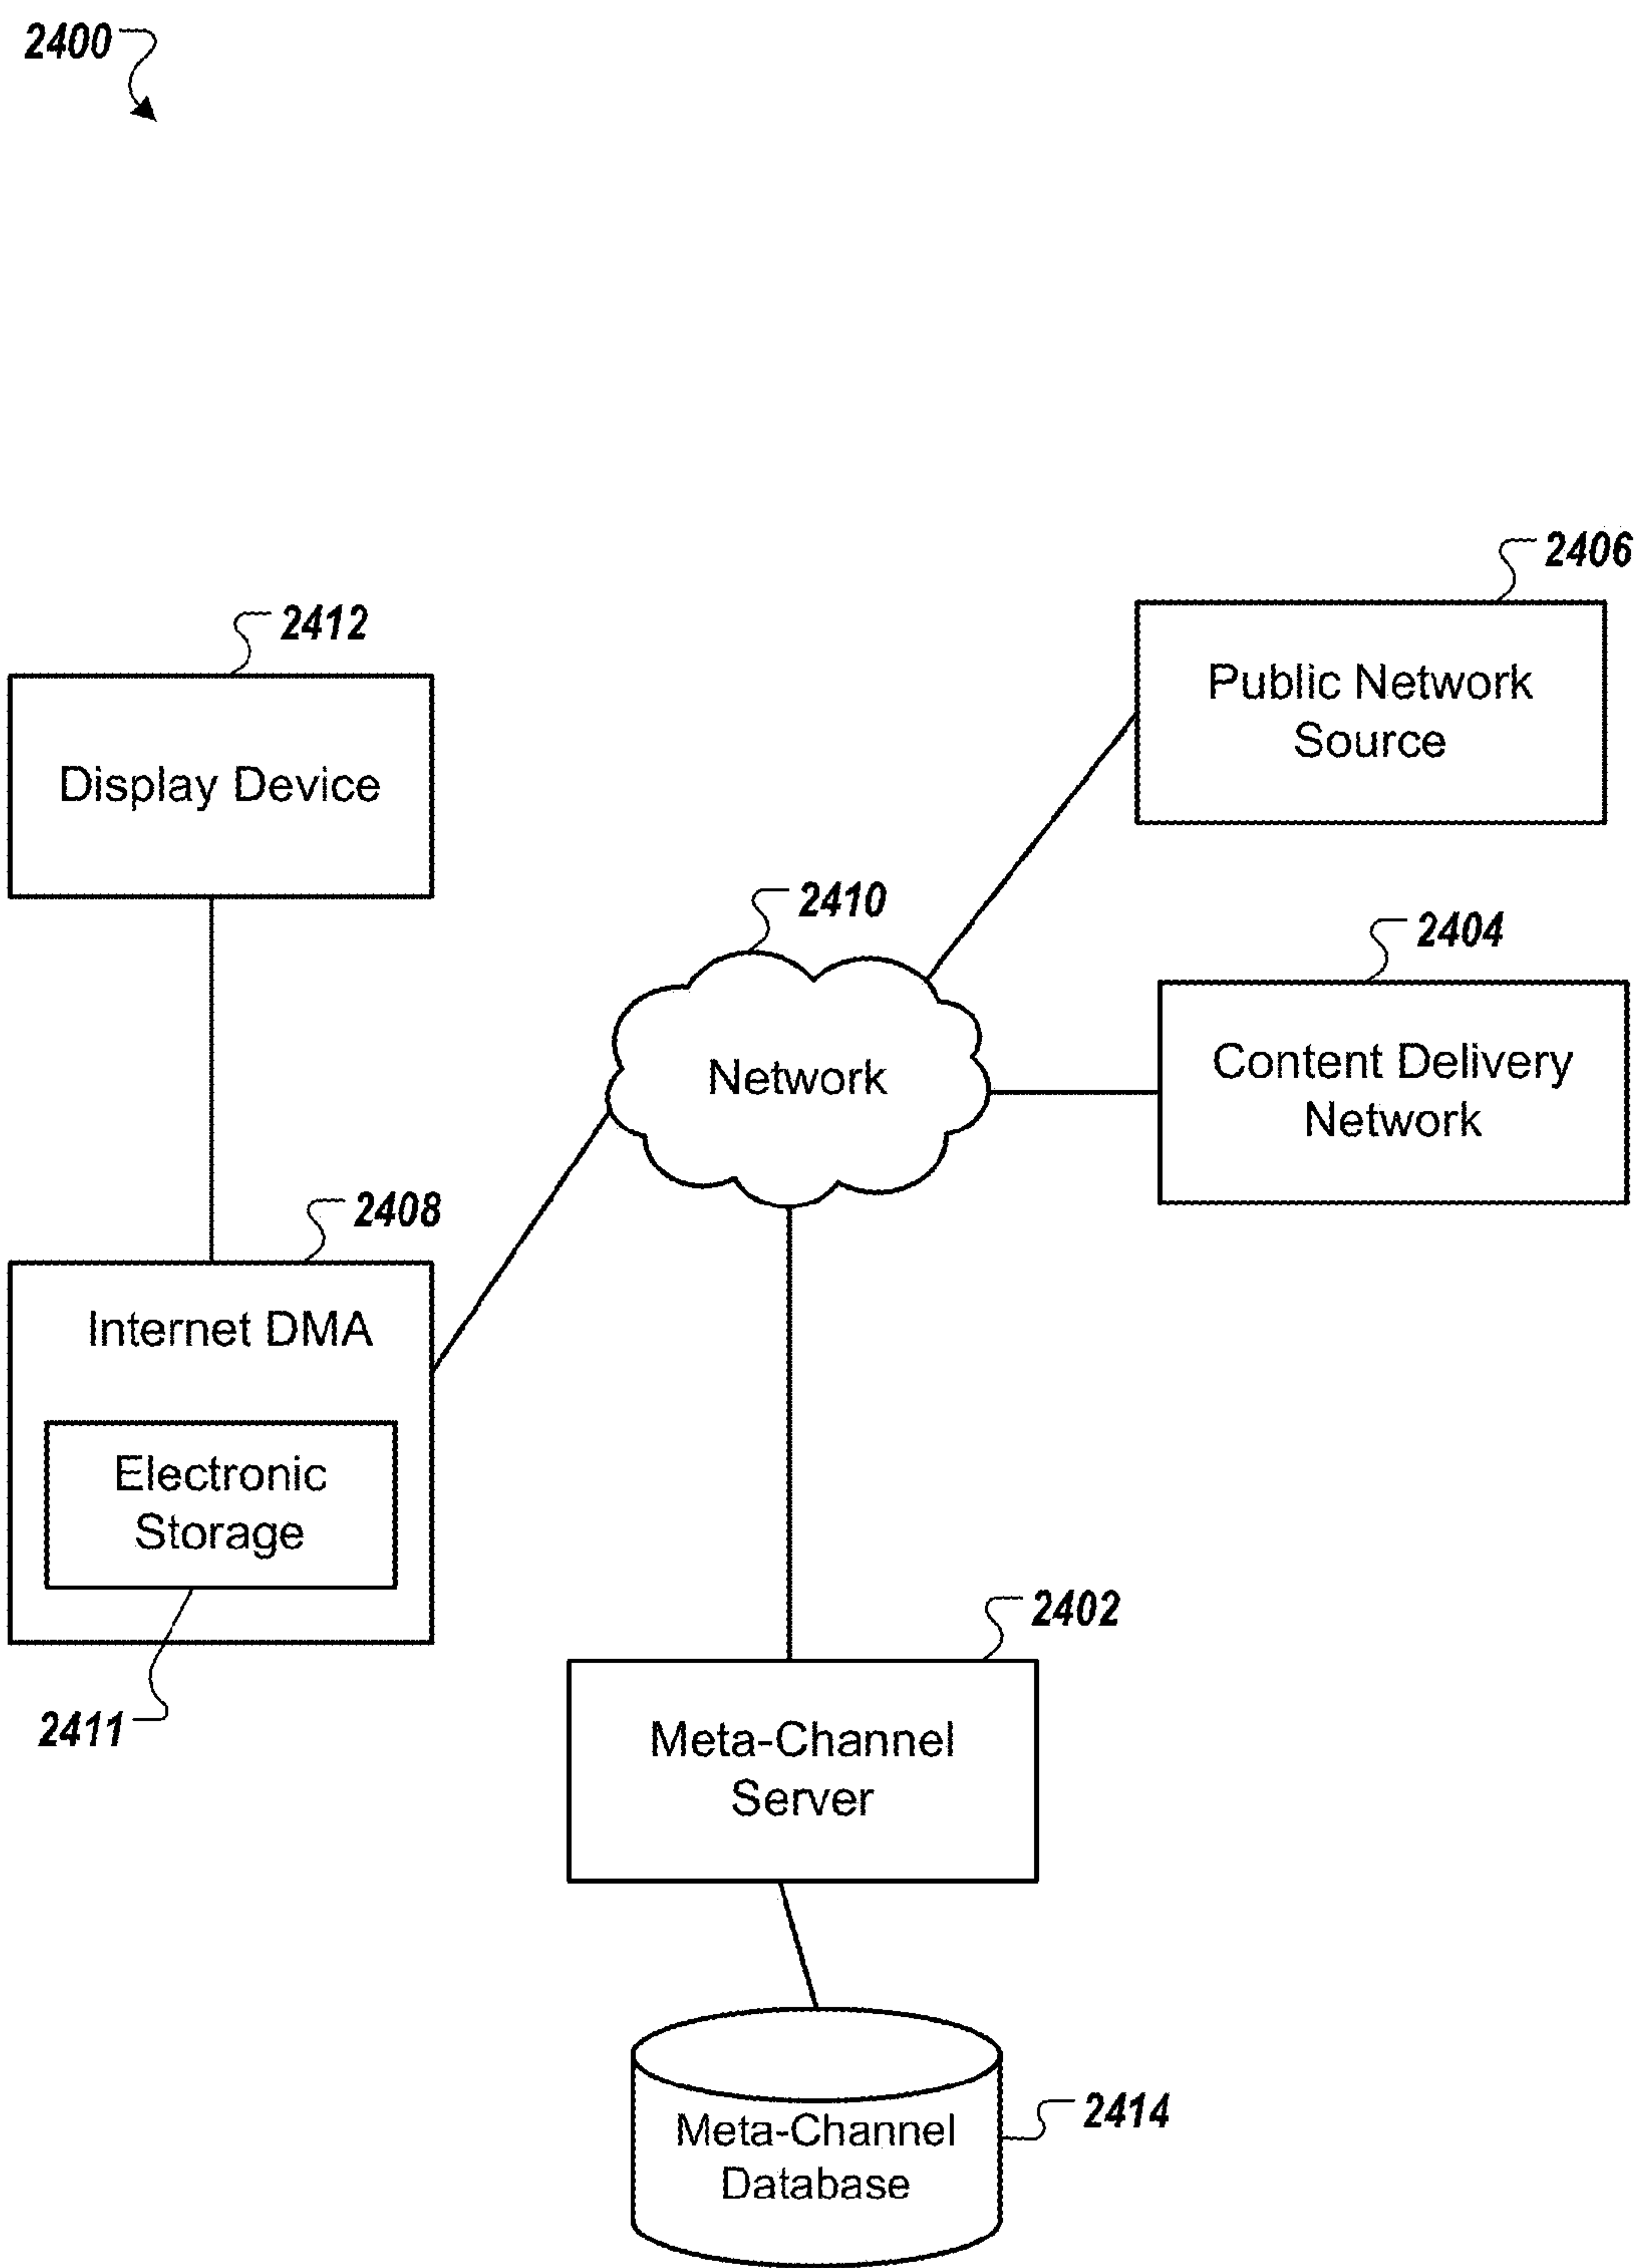 2400
2406
Public Network
Source
2412
Display Device
2410
Network
2404
Content Delivery
Network
2408
Internet DMA
Electronic
Storage
2411
2402
Meta-Channel
Server
2414
Meta-Channel
Database